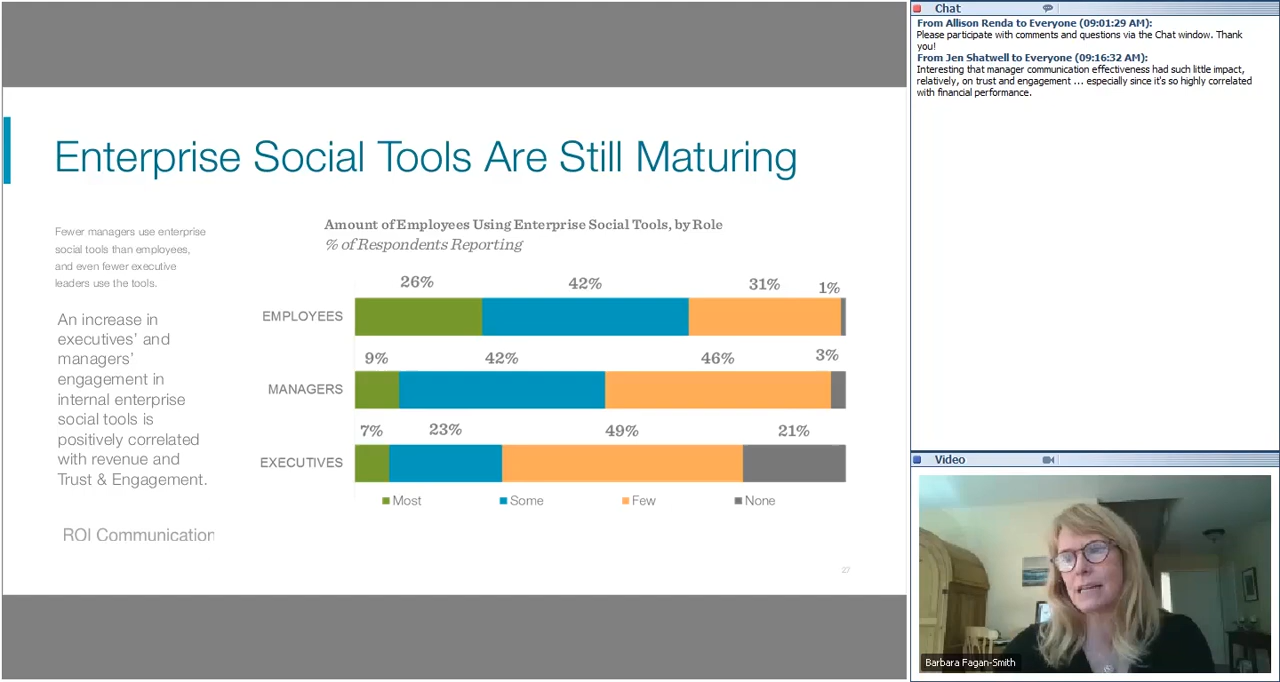 Enterprise Social Tools Are Still Maturing
Fewer managers use enterprise
social tools than employees,
and even fewer executive
leaders use the tools.
An increase in
executives’ and
managers’
engagement in
internal enterprise
social tools is
positively correlated
with revenue and
Trust & Engagement.
ROI Communication
Amount of Employees Using Enterprise Social Tools, by Role
% of Respondents Reporting
26% 42% 31% 1%
EMPLOYEES
9% 42% 46% 3%
MANAGERS
7% 23% 49% 21%
EXECUTIVES
Most Some Few None
27
Chat
From Allison Renda to Everyone (09:01:29 AM):
Please participate with comments and questions via the Chat window. Thank
you!
From Jen Shatwell to Everyone (09:16:32 AM):
Interesting that manager communication effectiveness had such little impact,
relatively, on trust and engagement ... especially since it's so highly correlated
with financial performance.
Video
Barbara Fagan-Smith